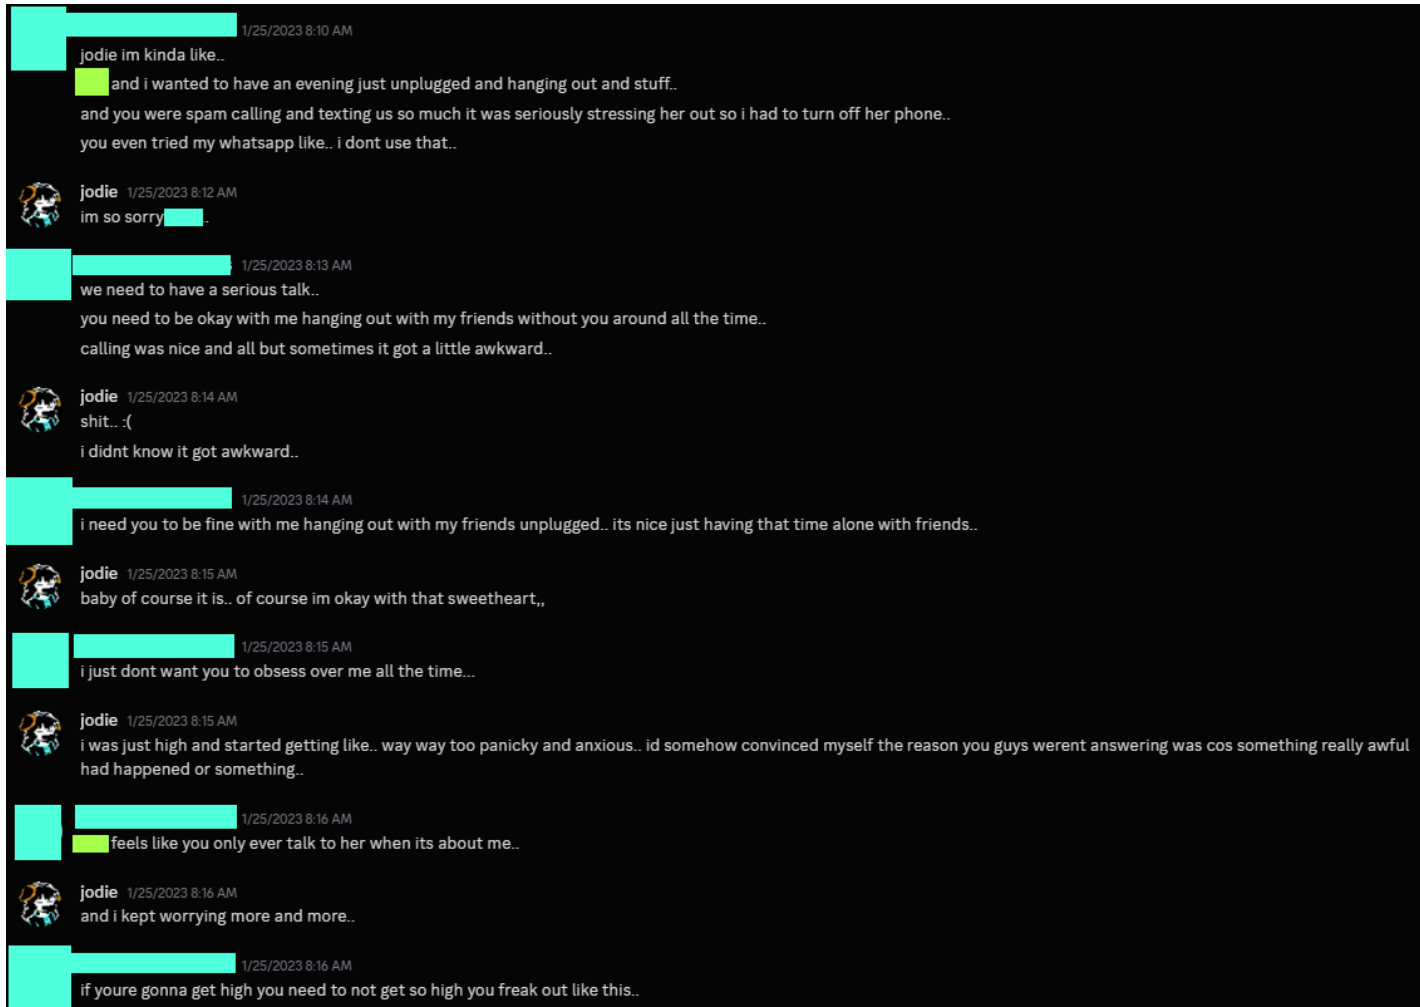 1/25/2023 8:10 AM
jodie im kinda like..
and i wanted to have an evening just unplugged and hanging out and stuff..
and you were spam calling and texting us so much it was seriously stressing her out so i had to turn off her phone..
you even tried my whatsapp like.. i dont use that..
jodie 1/25/2023 8:12 AM
im so sorry .
1/25/2023 8:13 AM
we need to have a serious talk..
you need to be okay with me hanging out with my friends without you around all the time..
calling was nice and all but sometimes it got a little awkward..
jodie 1/25/2023 8:14 AM
shit.. :(
i didnt know it got awkward..
1/25/2023 8:14 AM
i need you to be fine with me hanging out with my friends unplugged.. its nice just having that time alone with friends..
jodie 1/25/2023 8:15 AM
baby of course it is.. of course im okay with that sweetheart,,
1/25/2023 8:15 AM
i just dont want you to obsess over me all the time...
jodie 1/25/2023 8:15 AM
i was just high and started getting like.. way way too panicky and anxious.. id somehow convinced myself the reason you guys werent answering was cos something really awful
had happened or something..
1/25/2023 8:16 AM
feels like you only ever talk to her when its about me..
jodie 1/25/2023 8:16 AM
and i kept worrying more and more..
1/25/2023 8:16 AM
if youre gonna get high you need to not get so high you freak out like this..